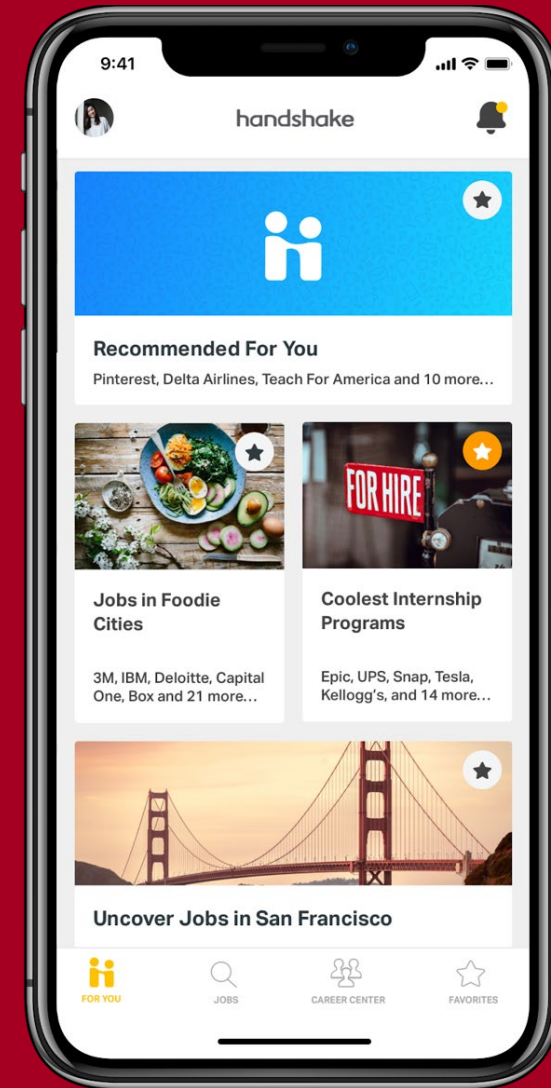 9:41
handshake
Recommended For You
Pinterest, Delta Airlines, Teach For America and 10 more...
FOR HIRE
Jobs in Foodie
Cities
3M, IBM, Deloitte, Capital
One, Box and 21 more...
Coolest Internship
Programs
Epic, UPS, Snap, Tesla,
Kellogg's, and 14 more...
Uncover Jobs in San Francisco
FOR YOU
JOBS
CAREER CENTER
FAVORITES